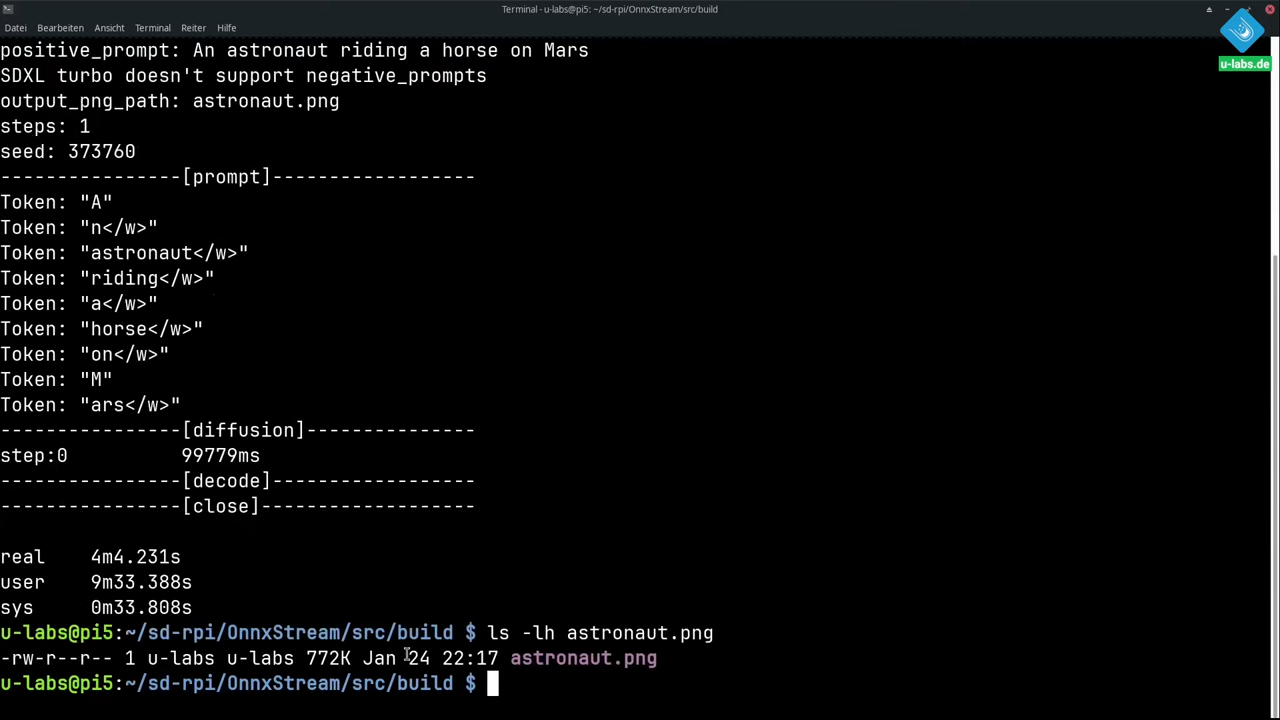 Terminal - u-labs@pi5: ~/sd-rpi/OnnxStream/src/build
Datei Bearbeiten Ansicht Terminal Reiter Hilfe
u-labs.de
positive_prompt: An astronaut riding a horse on Mars
SDXL turbo doesn't support negative_prompts
output_png_path: astronaut.png
steps: 1
seed: 373760
----------------[prompt]------------------
Token: "A"
Token: "n</w>"
Token: "astronaut</w>"
Token: "riding</w>"
Token: "a</w>"
Token: "horse</w>"
Token: "on</w>"
Token: "M"
Token: "ars</w>"
----------------[diffusion]---------------
step:0          99779ms
----------------[decode]------------------
----------------[close]-------------------
real    4m4.231s
user    9m33.388s
sys     0m33.808s
u-labs@pi5:~/sd-rpi/OnnxStream/src/build $ ls -lh astronaut.png
-rw-r--r-- 1 u-labs u-labs 772K Jan 24 22:17 astronaut.png
u-labs@pi5:~/sd-rpi/OnnxStream/src/build $